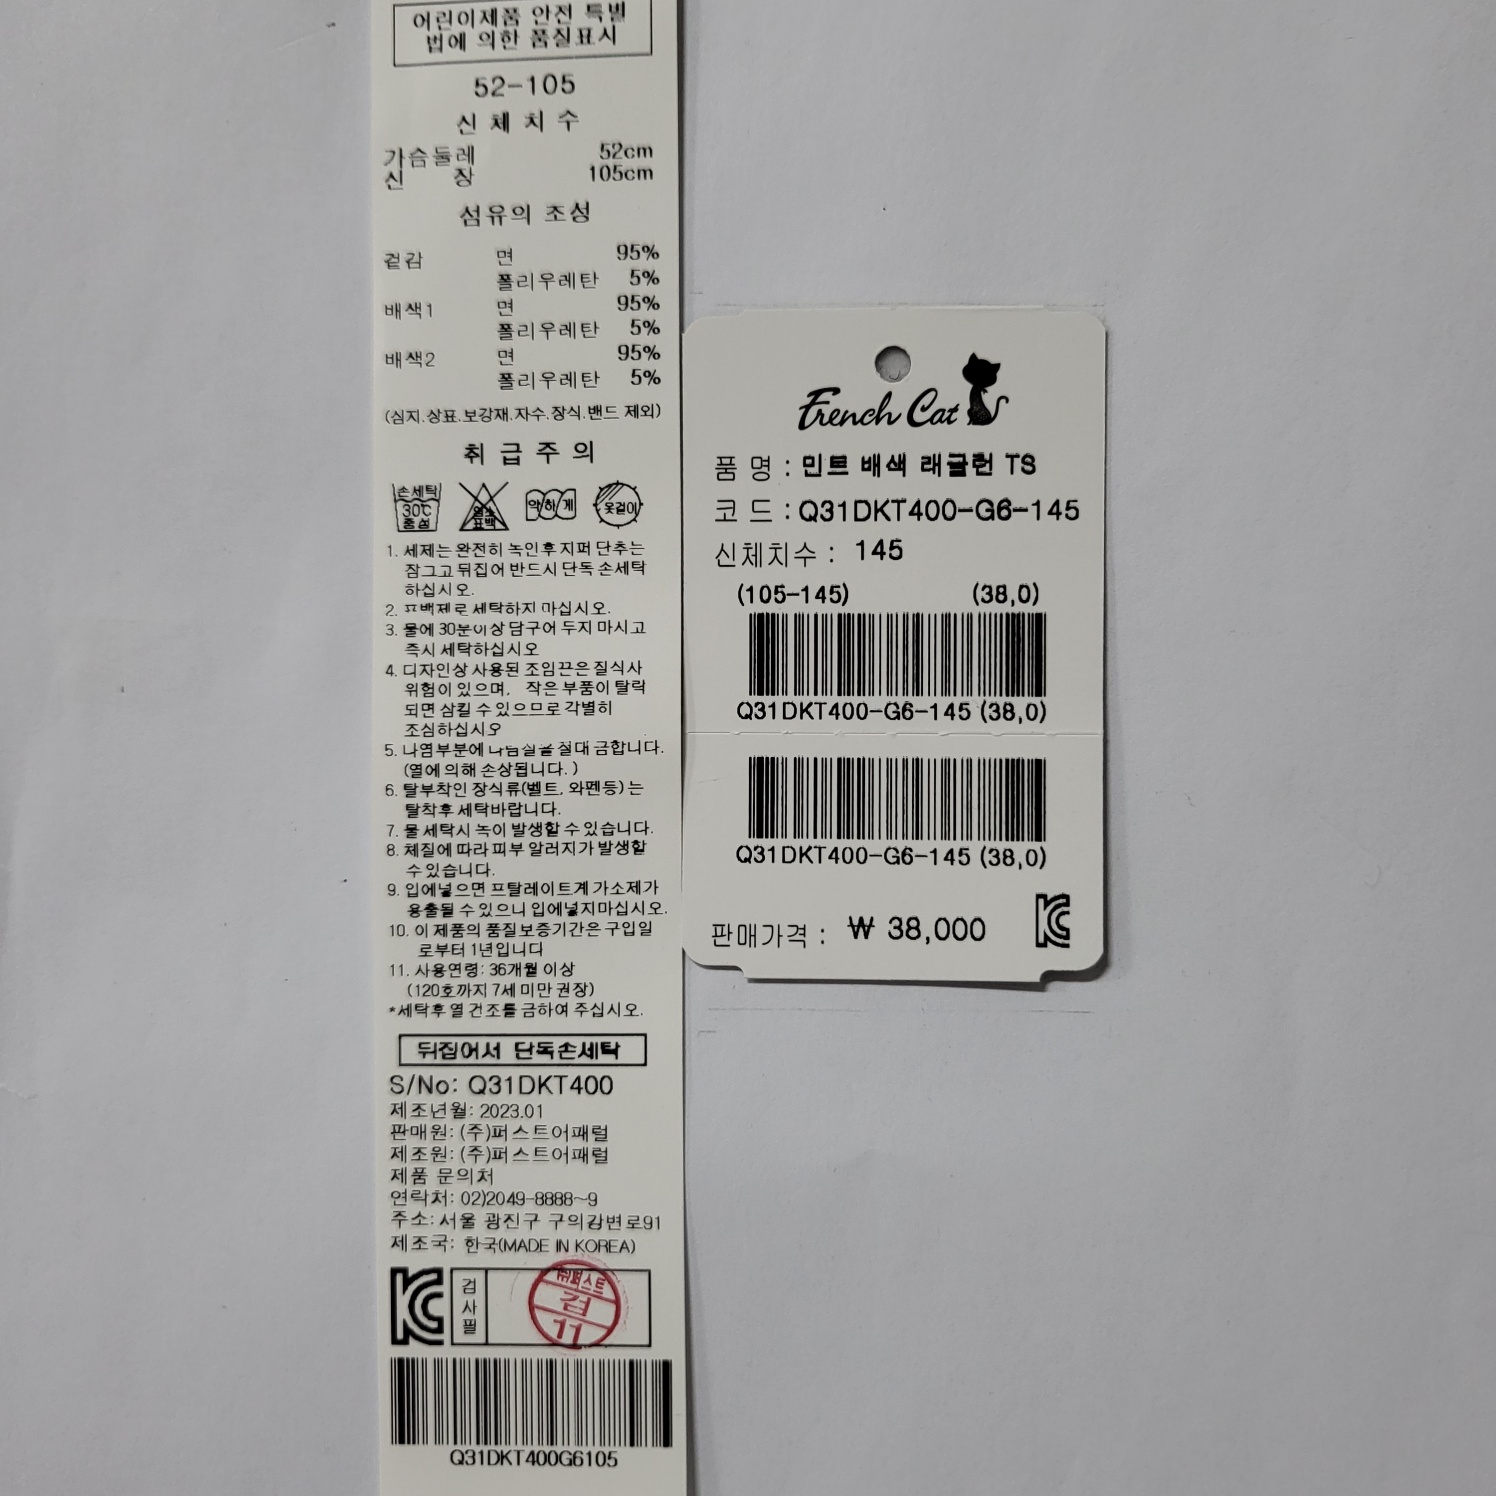 어린이제품 안전 특별
법에 의한 품질표시
52-105
신 체 치 수
가슴둘레 52cm
신 장 105cm
섬유의 조성
겉감 면 95%
폴리우레탄 5%
배색1 면 95%
폴리우레탄 5%
배색2 면 95%
폴리우레탄 5%
(심지.상표.보강재.자수.장식.밴드 제외)
취 급 주 의
손세탁 30℃ 중성
염소 표백
약하게
옷걸이
1. 세제는 완전히 녹인후 지퍼 단추는
잠그고 뒤집어 반드시 단독 손세탁
하십시오.
2. 표백제로 세탁하지 마십시오.
3. 물에 30분이상 담구어 두지 마시고
즉시 세탁하십시오
4. 디자인상 사용된 조임끈은 질식사
위험이 있으며, 작은 부품이 탈락
되면 삼킬 수 있으므로 각별히
조심하십시오
5. 나염부분에 다림질을 절대 금합니다.
(열에 의해 손상됩니다.)
6. 탈부착인 장식류(벨트, 와펜등)는
탈착후 세탁바랍니다.
7. 물 세탁시 녹이 발생할 수 있습니다.
8. 체질에 따라 피부 알러지가 발생할
수 있습니다.
9. 입에넣으면 프탈레이트계 가소제가
용출될 수 있으니 입에넣지마십시오.
10. 이 제품의 품질보증기간은 구입일
로부터 1년입니다
11. 사용연령: 36개월 이상
(120호까지 7세 미만 권장)
*세탁후 열 건조를 금하여 주십시오.
뒤집어서 단독손세탁
S/No: Q31DKT400
제조년월: 2023.01
판매원: (주)퍼스트어패럴
제조원: (주)퍼스트어패럴
제품 문의처
연락처: 02)2049-8888~9
주소: 서울 광진구 구의강변로91
제조국: 한국(MADE IN KOREA)
KC 검사필
㈜퍼스트
검
11
Q31DKT400G6105
French Cat
품 명 : 민트 배색 래글런 TS
코 드 : Q31DKT400-G6-145
신체치수 : 145
(105-145) (38,0)
Q31DKT400-G6-145 (38,0)
Q31DKT400-G6-145 (38,0)
판매가격 : ₩ 38,000 KC